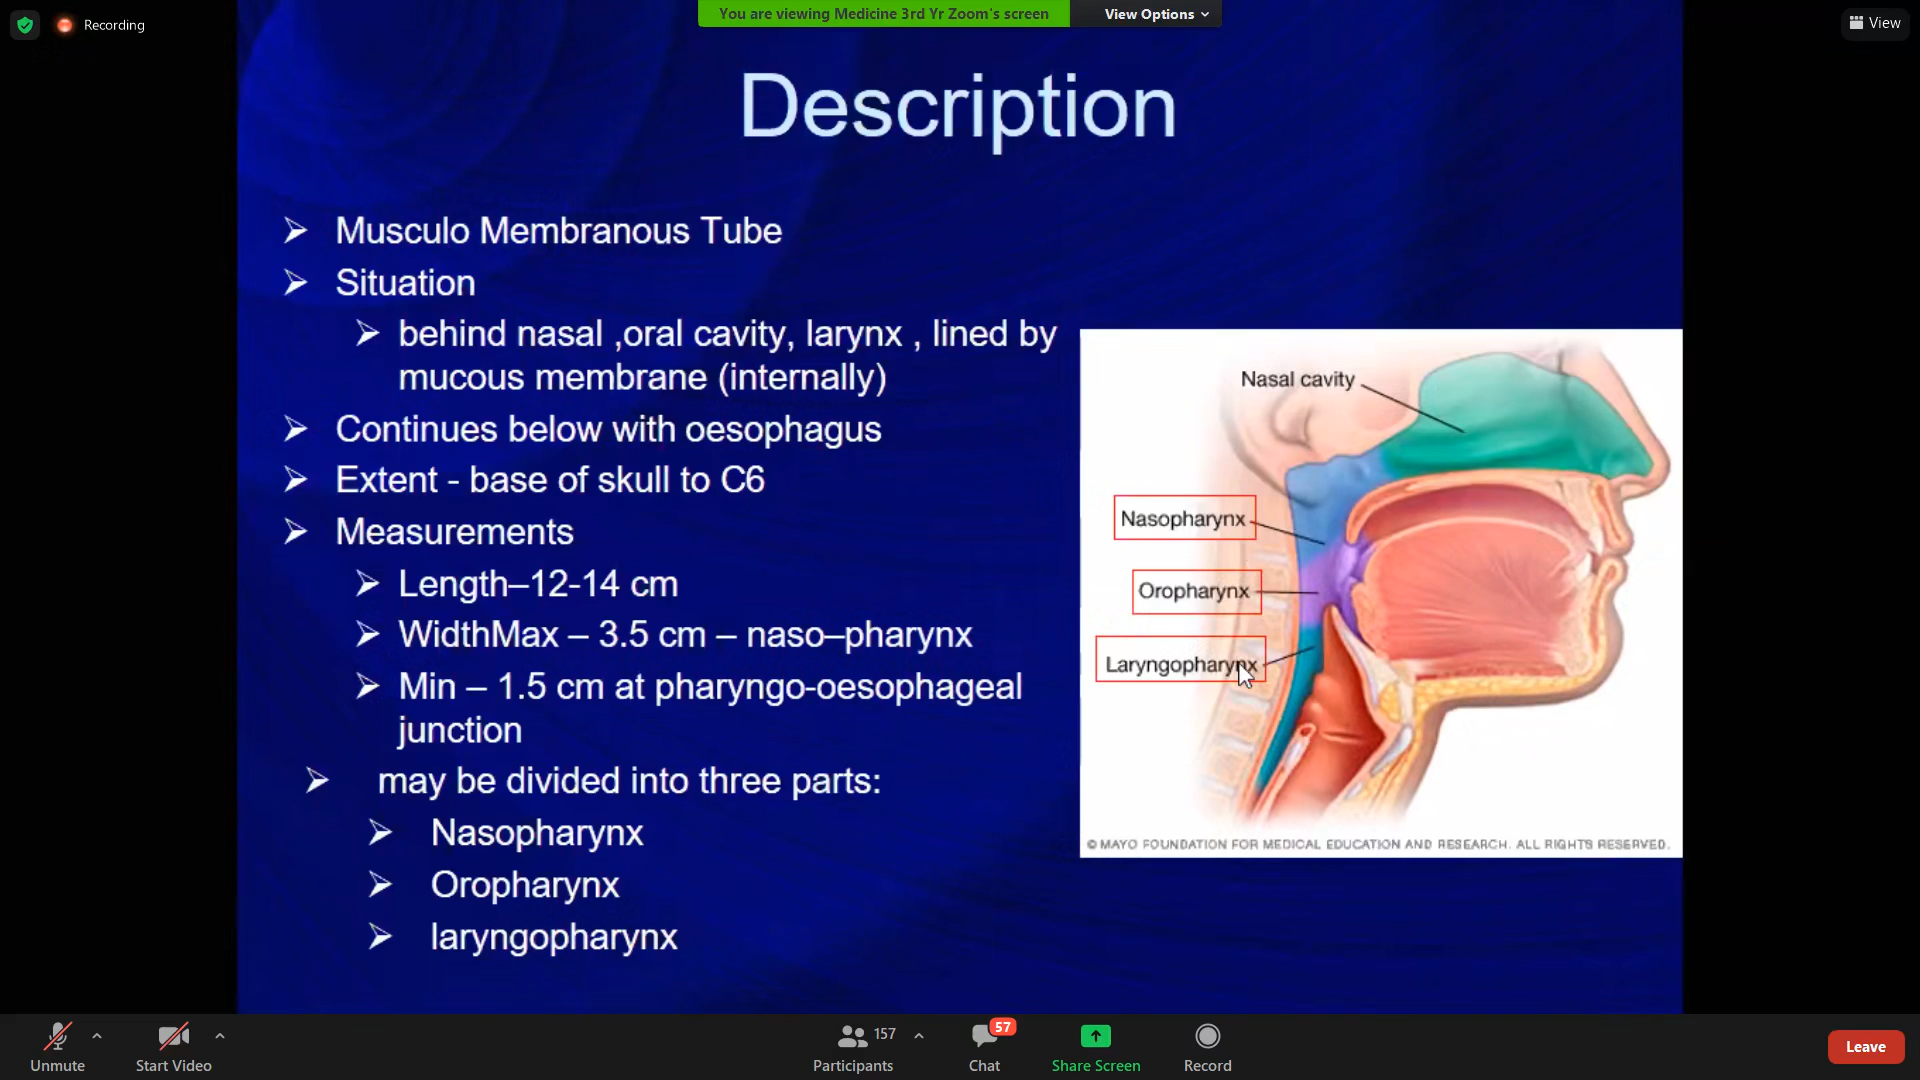 Recording
You are viewing Medicine 3rd Yr Zoom's screen
View Options
View
Description
Musculo Membranous Tube
Situation
behind nasal ,oral cavity, larynx , lined by
mucous membrane (internally)
Continues below with oesophagus
Extent - base of skull to C6
Measurements
Length–12-14 cm
WidthMax – 3.5 cm – naso–pharynx
Min – 1.5 cm at pharyngo-oesophageal
junction
may be divided into three parts:
Nasopharynx
Oropharynx
laryngopharynx
Nasal cavity
Nasopharynx
Oropharynx
Laryngopharynx
© MAYO FOUNDATION FOR MEDICAL EDUCATION AND RESEARCH. ALL RIGHTS RESERVED.
Unmute
Start Video
157
Participants
57
Chat
Share Screen
Record
Leave